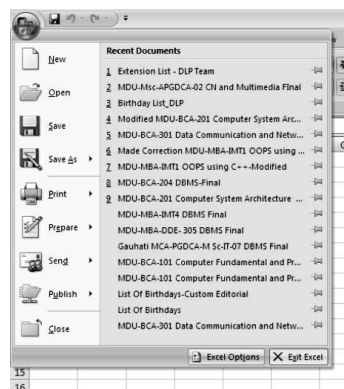 New
Open
Save
Save As
Print
Prepare
Send
Publish
Close
Recent Documents
1 Extension List - DLP Team
2 MDU-Msc-APGDCA-02 CN and Multimedia FInal
3 Birthday List_DLP
4 Modified MDU-BCA-201 Computer System Arc...
5 MDU-BCA-301 Data Communication and Netw...
6 Made Correction MDU-MBA-IMT1 OOPS using ...
7 MDU-MBA-IMT1 OOPS using C++-Modified
8 MDU-BCA-204 DBMS-Final
9 MDU-BCA-201 Computer System Architecture ...
MDU-MBA-IMT4 DBMS Final
MDU-MBA-DDE- 305 DBMS Final
Gauhati MCA-PGDCA-M Sc-IT-07 DBMS Final
MDU-BCA-101 Computer Fundamental and Pr...
MDU-BCA-101 Computer Fundamental and Pr...
List Of Birthdays-Custom Editorial
List Of Birthdays
MDU-BCA-301 Data Communication and Netw...
Excel Options
Exit Excel
15
16